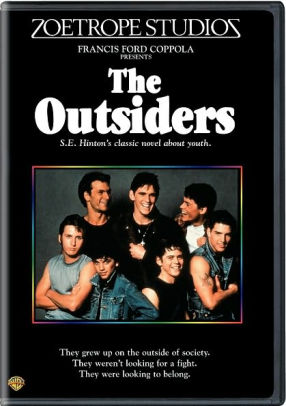 ZOETROPE STUDIOS
FRANCIS FORD COPPOLA
PRESENTS
The
Outsiders
S.E. Hinton's classic novel about youth.
They grew up on the outside of society.
They weren't looking for a fight.
They were looking to belong.